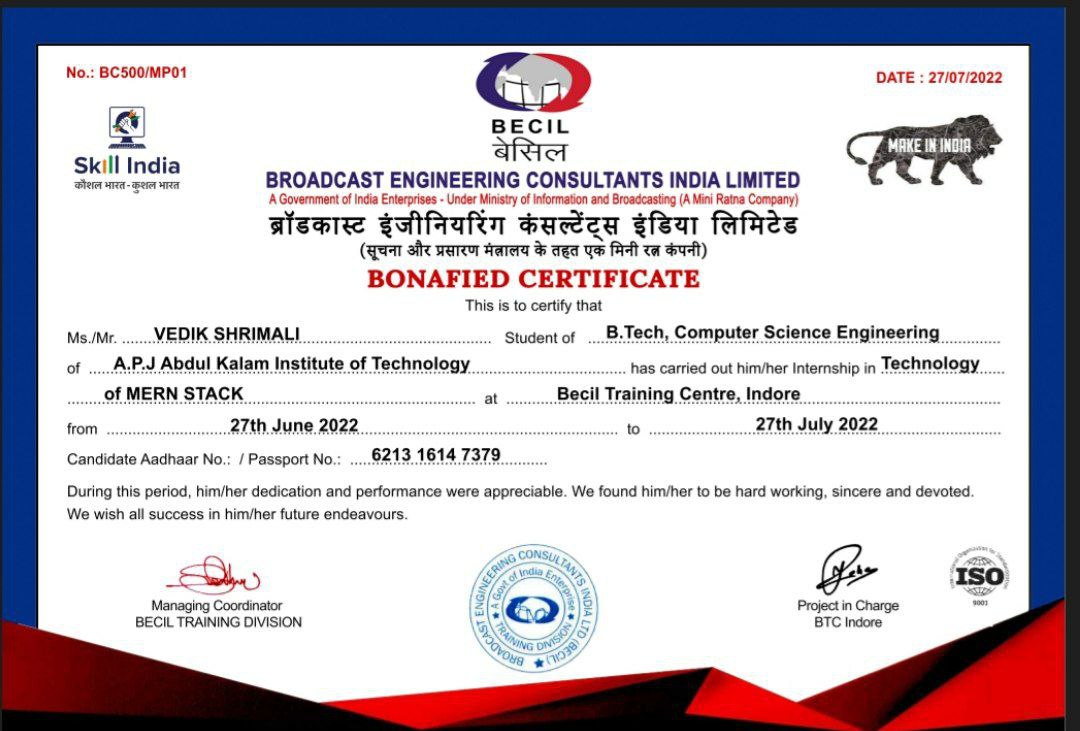 No.: BC500/MP01
DATE : 27/07/2022
Skill India
कौशल भारत - कुशल भारत
BECIL
बेसिल
MAKE IN INDIA
BROADCAST ENGINEERING CONSULTANTS INDIA LIMITED
A Government of India Enterprises - Under Ministry of Information and Broadcasting (A Mini Ratna Company)
ब्रॉडकास्ट इंजीनियरिंग कंसल्टेंट्स इंडिया लिमिटेड
(सूचना और प्रसारण मंत्रालय के तहत एक मिनी रत्न कंपनी)
BONAFIED CERTIFICATE
This is to certify that
Ms./Mr. VEDIK SHRIMALI Student of B.Tech, Computer Science Engineering
of A.P.J Abdul Kalam Institute of Technology has carried out him/her Internship in Technology
of MERN STACK at Becil Training Centre, Indore
from 27th June 2022 to 27th July 2022
Candidate Aadhaar No.: / Passport No.: 6213 1614 7379
During this period, him/her dedication and performance were appreciable. We found him/her to be hard working, sincere and devoted.
We wish all success in him/her future endeavours.
Managing Coordinator
BECIL TRAINING DIVISION
BROADCAST ENGINEERING CONSULTANTS INDIA LTD (BECIL)
A Govt of India Enterprise
TRAINING DIVISION
Project in Charge
BTC Indore
ISO
9001